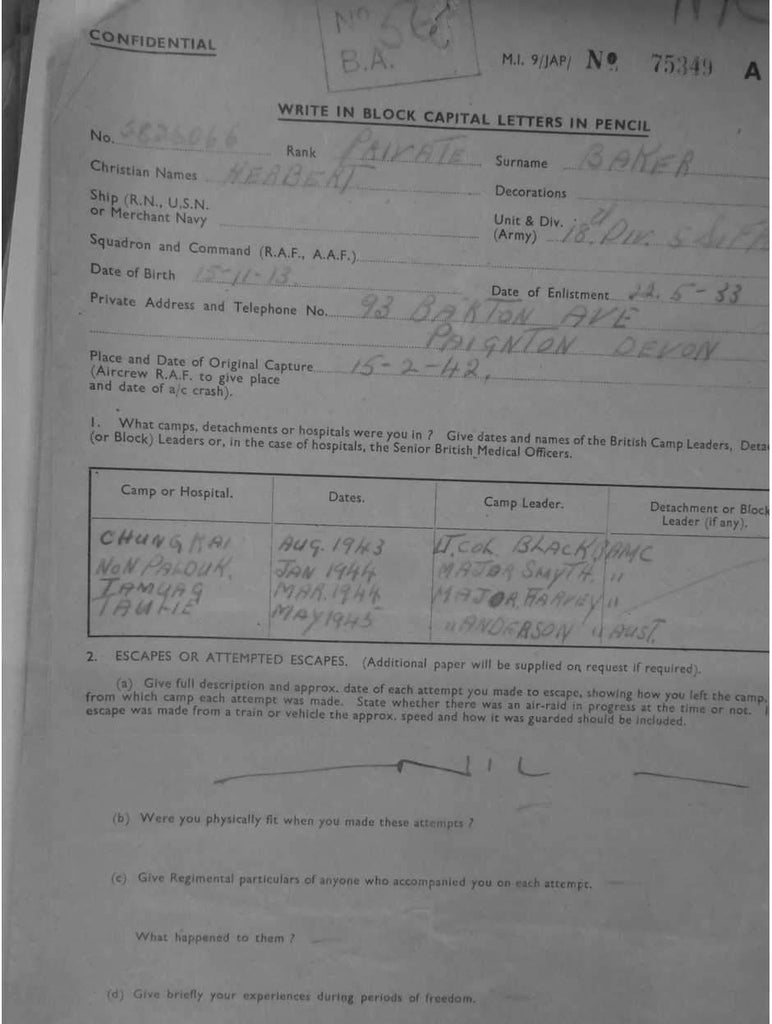 CONFIDENTIAL
No
B.A.
M.I. 9/JAP/ No 75349 A
WRITE IN BLOCK CAPITAL LETTERS IN PENCIL
No. 5826066 Rank PRIVATE Surname BAKER
Christian Names HERBERT Decorations
Ship (R.N., U.S.N.
or Merchant Navy
Unit & Div.
(Army) 18. DIV. 5
Squadron and Command (R.A.F., A.A.F.)
Date of Birth 15-11-13. Date of Enlistment 22. 5-33
Private Address and Telephone No. 93 BARTON AVE
PAIGNTON DEVON
Place and Date of Original Capture 15-2-42.
(Aircrew R.A.F. to give place
and date of a/c crash).
1. What camps, detachments or hospitals were you in ? Give dates and names of the British Camp Leaders, Deta
(or Block) Leaders or, in the case of hospitals, the Senior British Medical Officers.
Camp or Hospital. Dates. Camp Leader. Detachment or Block
Leader (if any).
CHUNGKAI AUG. 1943 LT. COL. BLACK
NON PALDUK. JAN 1944 MAJOR SMYTH. "
TAMUAG MAR. 1944 MAJOR HARVEY "
MAY 1945 " ANDERSON " AUST.
2. ESCAPES OR ATTEMPTED ESCAPES. (Additional paper will be supplied on request if required).
(a) Give full description and approx. date of each attempt you made to escape, showing how you left the camp,
from which camp each attempt was made. State whether there was an air-raid in progress at the time or not. I
escape was made from a train or vehicle the approx. speed and how it was guarded should be included.
NIL
(b) Were you physically fit when you made these attempts ?
(c) Give Regimental particulars of anyone who accompanied you on each attempt.
What happened to them ?
(d) Give briefly your experiences during periods of freedom.